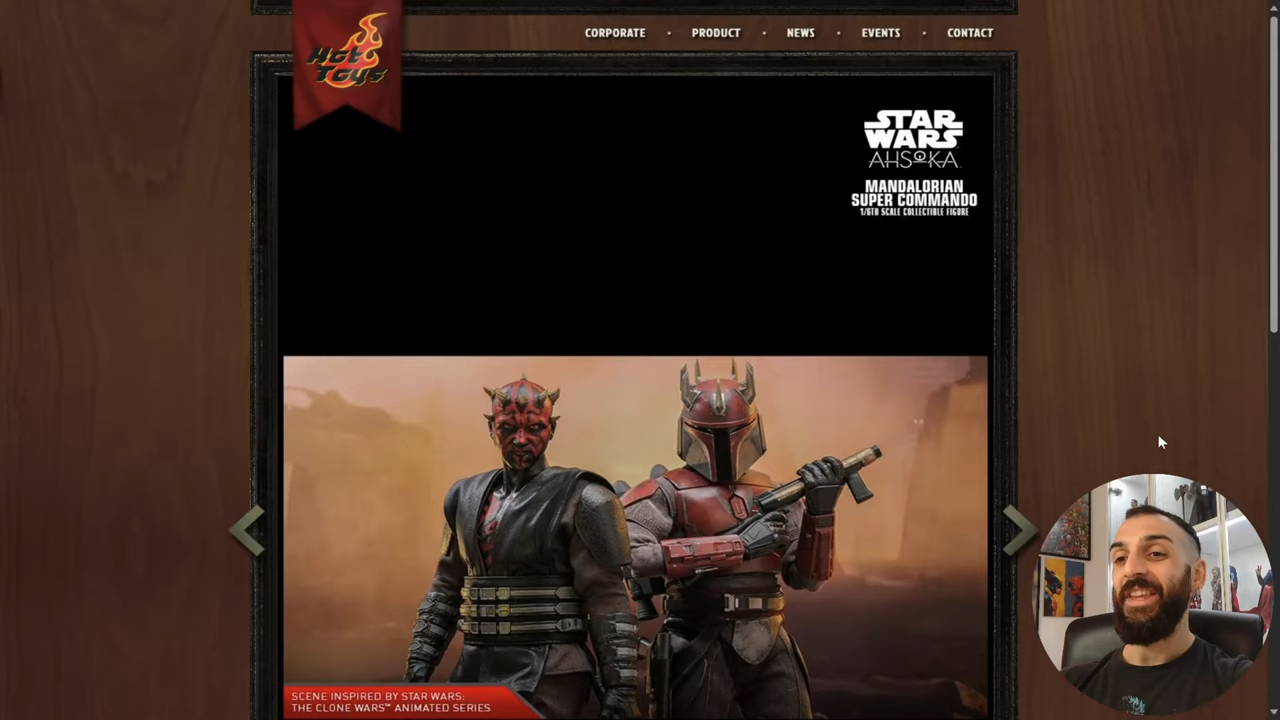 Hot
Toys
CORPORATE • PRODUCT • NEWS • EVENTS • CONTACT
STAR
WARS
AHSOKA
MANDALORIAN
SUPER COMMANDO
1/6TH SCALE COLLECTIBLE FIGURE
SCENE INSPIRED BY STAR WARS:
THE CLONE WARS™ ANIMATED SERIES